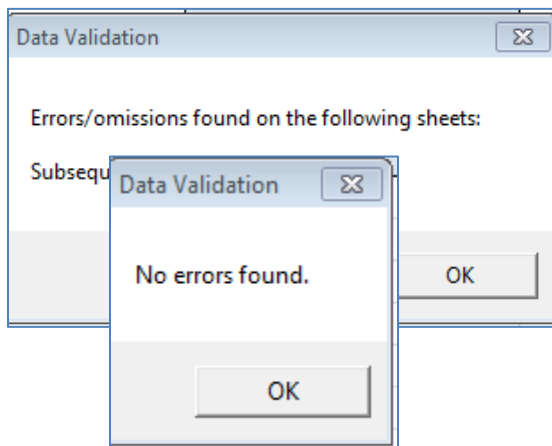 Data Validation
Errors/omissions found on the following sheets:
Data Validation
No errors found.
OK
OK